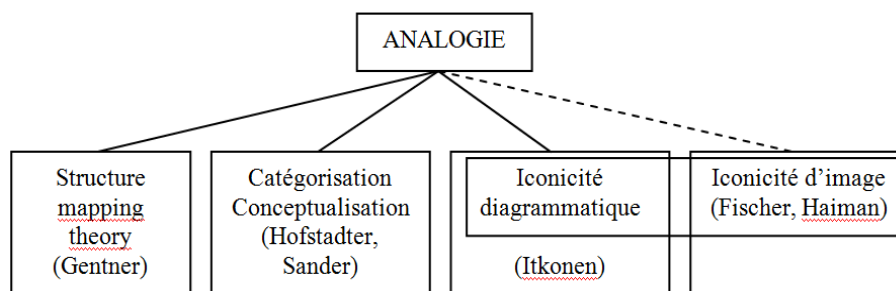 ANALOGIE
Structure
mapping
theory
(Gentner)
Catégorisation
Conceptualisation
(Hofstadter,
Sander)
Iconicité
diagrammatique
(Itkonen)
Iconicité d'image
(Fischer, Haiman)